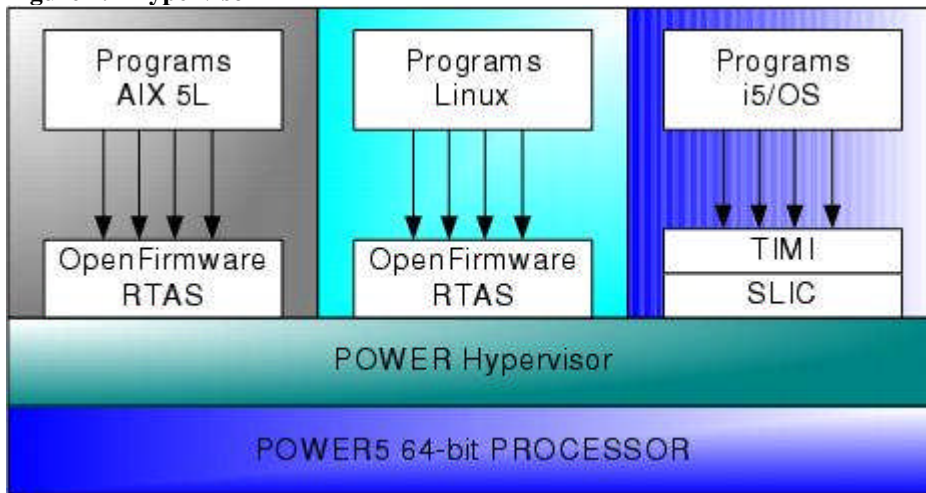 Programs
AIX 5L
Programs
Linux
Programs
i5/OS
OpenFirmware
RTAS
OpenFirmware
RTAS
TIMI
SLIC
POWER Hypervisor
POWER5 64-bit PROCESSOR